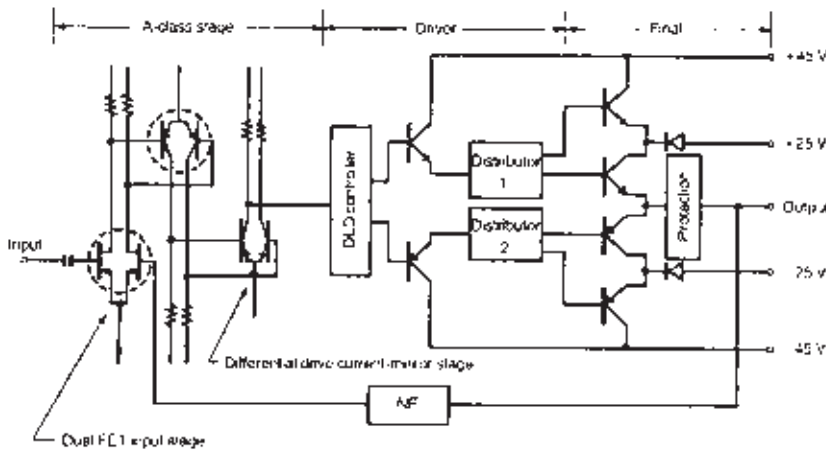 A-class stage
Driver
Final
+45 V
+25 V
DLD controller
Distributor
1
Distributor
2
Protection
Output
Input
25 V
45 V
Differential drive current-mirror stage
NF
Dual FET input stage